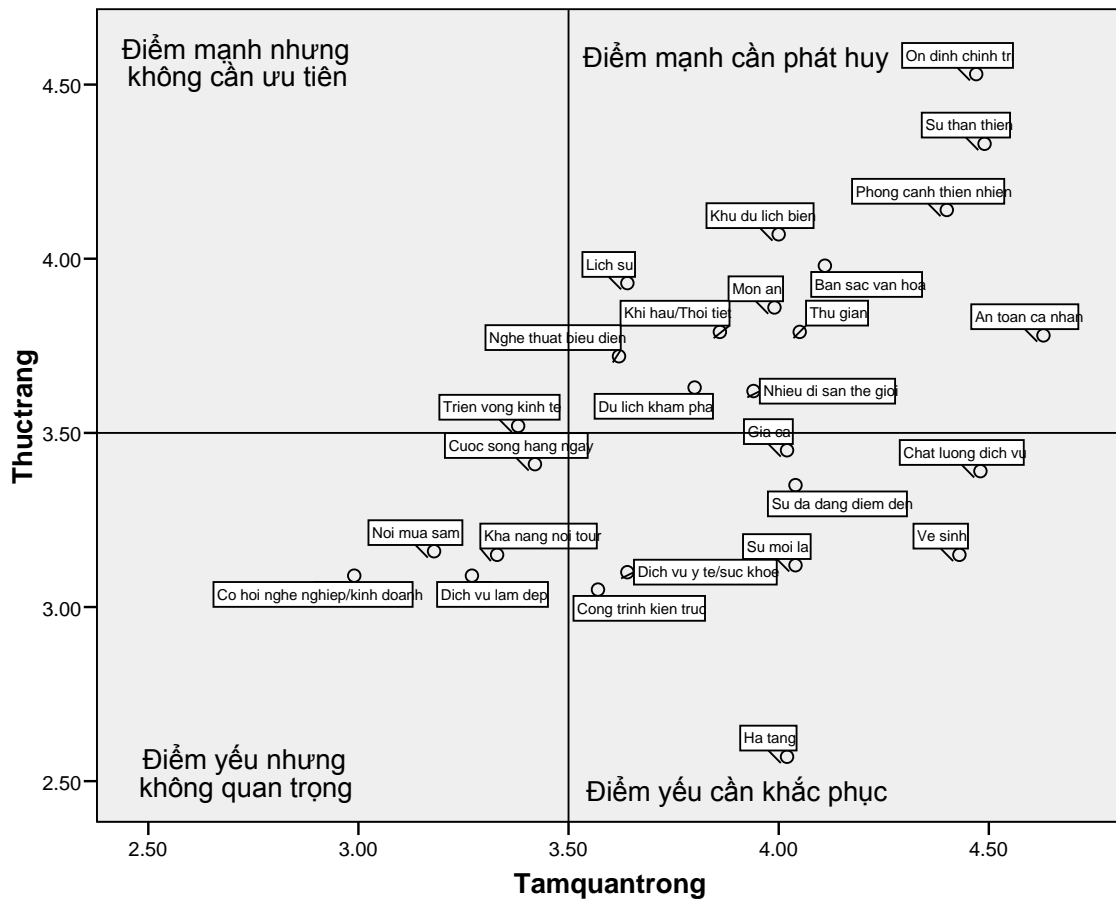 Điểm mạnh nhưng
không cần ưu tiên
Điểm mạnh cần phát huy
On dinh chinh tri
Su than thien
Phong canh thien nhien
Khu du lich bien
Lich su
Mon an
Ban sac van hoa
Khi hau/Thoi tiet
Thu gian
An toan ca nhan
Nghe thuat bieu dien
Du lich kham pha
Nhieu di san the gioi
Trien vong kinh te
Gia ca
Cuoc song hang ngay
Chat luong dich vu
Su da dang diem den
Noi mua sam
Kha nang noi tour
Su moi la
Ve sinh
Dich vu y te/suc khoe
Co hoi nghe nghiep/kinh doanh
Dich vu lam dep
Cong trinh kien truc
Ha tang
Điểm yếu nhưng
không quan trọng
Điểm yếu cần khắc phục
4.50
4.00
3.50
3.00
2.50
Thuctrang
2.50
3.00
3.50
4.00
4.50
Tamquantrong